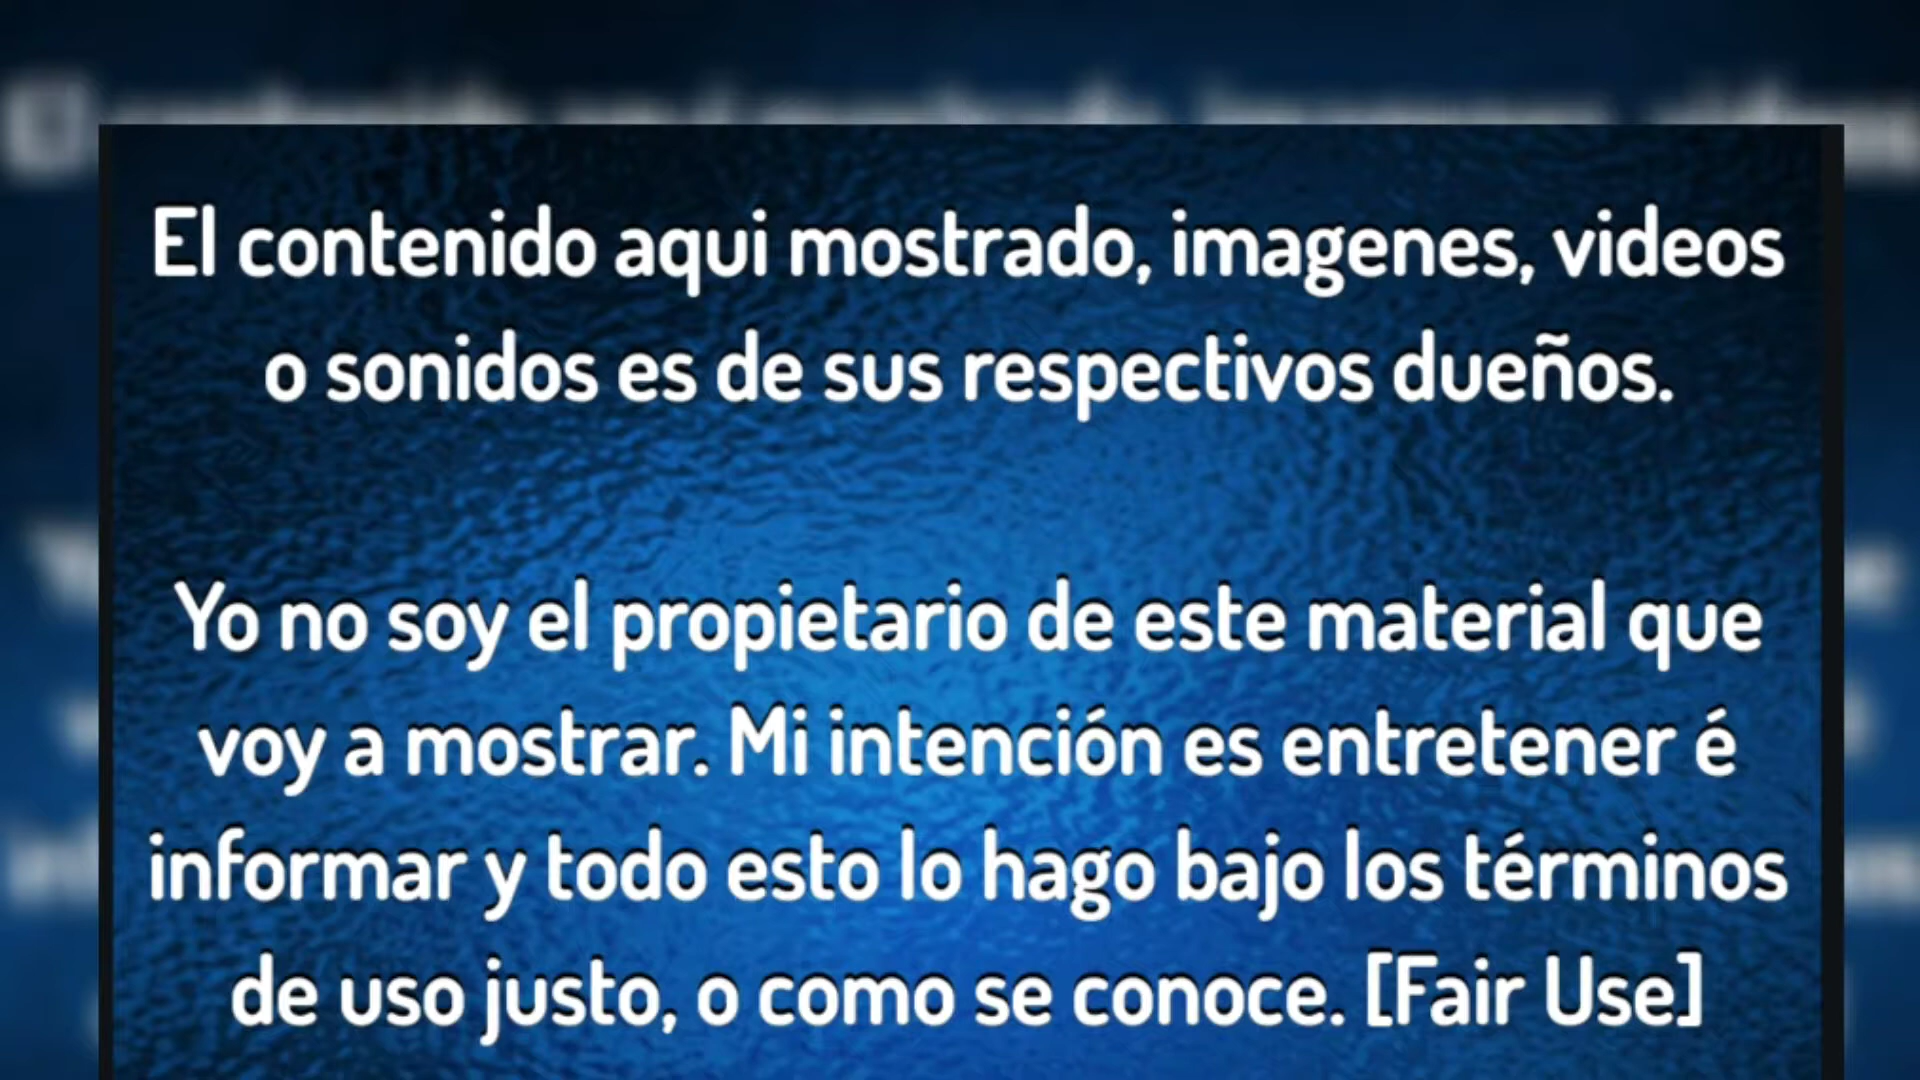 El contenido aqui mostrado, imagenes, videos
o sonidos es de sus respectivos dueños.
Yo no soy el propietario de este material que
voy a mostrar. Mi intención es entretener é
informar y todo esto lo hago bajo los términos
de uso justo, o como se conoce. [Fair Use]